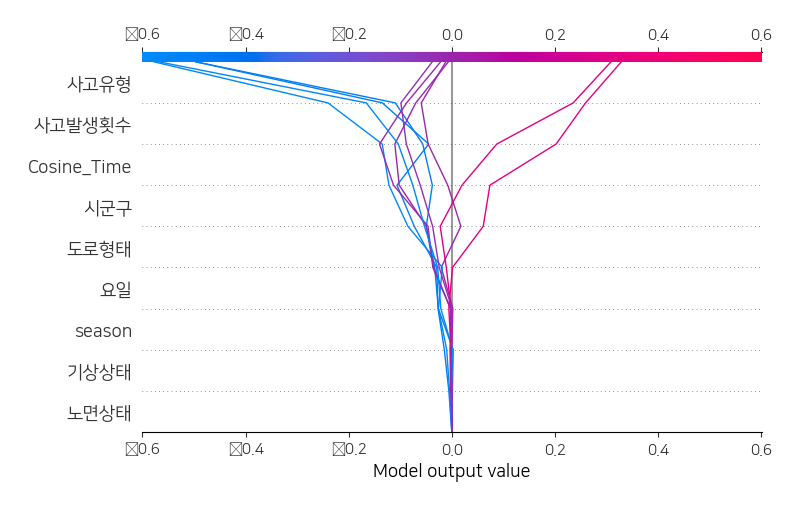 ▯0.6 ▯0.4 ▯0.2 0.0 0.2 0.4 0.6
사고유형
사고발생횟수
Cosine_Time
시군구
도로형태
요일
season
기상상태
노면상태
▯0.6 ▯0.4 ▯0.2 0.0 0.2 0.4 0.6
Model output value